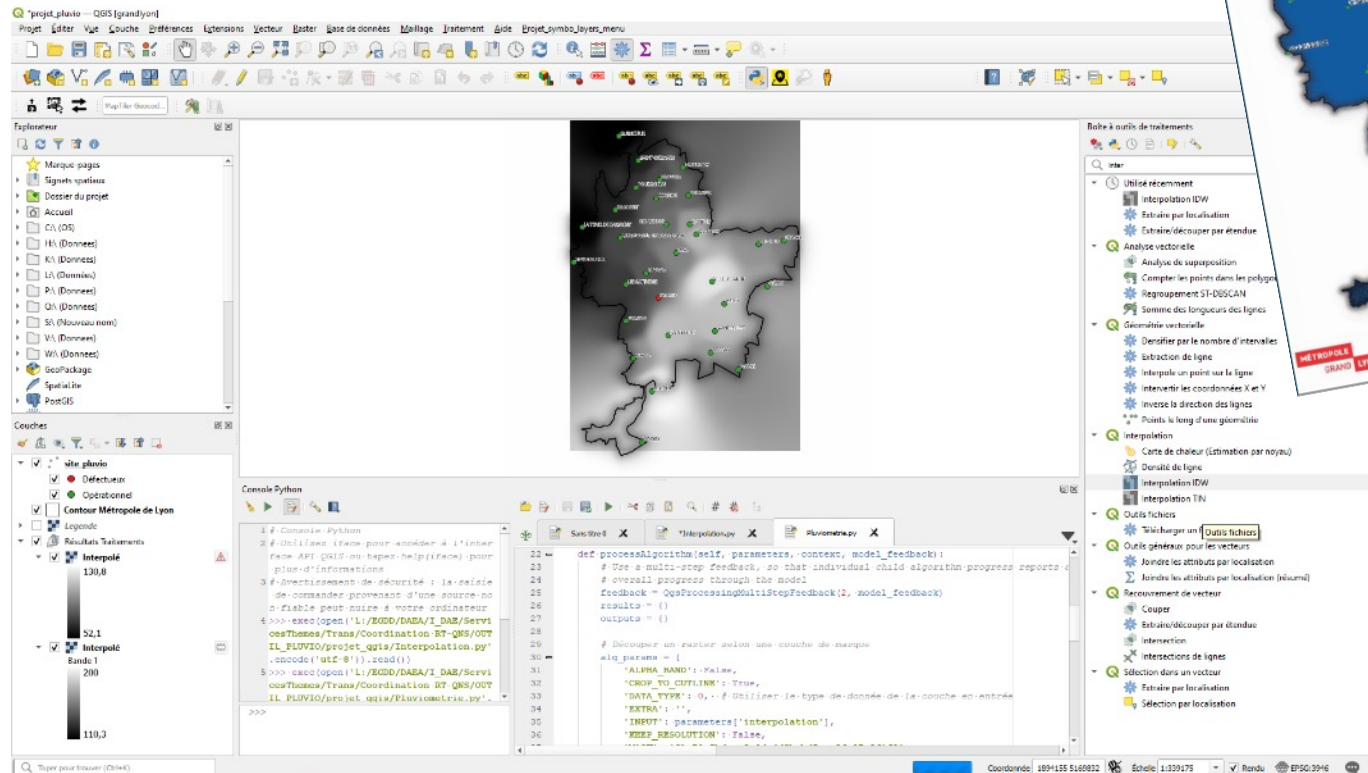 *projet_pluvio — QGIS [grandlyon]
Projet Éditer Vue Couche Préférences Extensions Vecteur Raster Base de données Maillage Traitement Aide Projet_symbo_layers_menu
MapTiler Geocod...
Explorateur
Marque-pages
Signets spatiaux
Dossier du projet
Accueil
C:\ (OS)
H:\ (Donnees)
K:\ (Donnees)
L:\ (Données)
P:\ (Donnees)
Q:\ (Donnees)
S:\ (Nouveau nom)
V:\ (Donnees)
W:\ (Donnees)
GeoPackage
SpatiaLite
PostGIS
Couches
site_pluvio
Défectueux
Opérationnel
Contour Métropole de Lyon
Legende
Résultats Traitements
Interpolé
130,8
52,1
Interpolé
Bande 1
200
110,3
Console Python
1 # Console Python
2 # Utilisez iface pour accéder à l'inter
face API QGIS ou tapez help(iface) pour
plus d'informations
3 # Avertissement de sécurité : la saisie
de commandes provenant d'une source no
n fiable peut nuire à votre ordinateur
4 >>> exec(open('L:/EGDD/DAEA/I_DAE/Servi
cesThemes/Trans/Coordination RT-QNS/OUT
IL_PLUVIO/projet_qgis/Interpolation.py'
.encode('utf-8')).read())
5 >>> exec(open('L:/EGDD/DAEA/I_DAE/Servi
cesThemes/Trans/Coordination RT-QNS/OUT
IL_PLUVIO/projet_qgis/Pluviometrie.py'.
>>>
Sans titre 0
*Interpolation.py
Pluviometrie.py
22 def processAlgorithm(self, parameters, context, model_feedback):
23 # Use a multi-step feedback, so that individual child algorithm progress reports a
24 # overall progress through the model
25 feedback = QgsProcessingMultiStepFeedback(2, model_feedback)
26 results = {}
27 outputs = {}
28
29 # Découper un raster selon une couche de masque
30 alg_params = {
31 'ALPHA_BAND': False,
32 'CROP_TO_CUTLINE': True,
33 'DATA_TYPE': 0, # Utiliser le type de donnée de la couche en entrée
34 'EXTRA': '',
35 'INPUT': parameters['interpolation'],
36 'KEEP_RESOLUTION': False,
Boîte à outils de traitements
inter
Utilisé récemment
Interpolation IDW
Extraire par localisation
Extraire/découper par étendue
Analyse vectorielle
Analyse de superposition
Compter les points dans les polygo
Regroupement ST-DBSCAN
Somme des longueurs des lignes
Géométrie vectorielle
Densifier par le nombre d'intervalles
Extraction de ligne
Interpole un point sur la ligne
Intervertir les coordonnées X et Y
Inverse la direction des lignes
Points le long d'une géométrie
Interpolation
Carte de chaleur (Estimation par noyau)
Densité de ligne
Interpolation IDW
Interpolation TIN
Outils fichiers
Télécharger un f
Outils fichiers
Outils généraux pour les vecteurs
Joindre les attributs par localisation
Joindre les attributs par localisation (résumé)
Recouvrement de vecteur
Couper
Extraire/découper par étendue
Intersection
Intersections de lignes
Sélection dans un vecteur
Extraire par localisation
Sélection par localisation
MÉTROPOLE
GRAND LY
Taper pour trouver (Ctrl+K)
Coordonnée 1894155 5169832 Échelle 1:339175 Rendu EPSG:3946